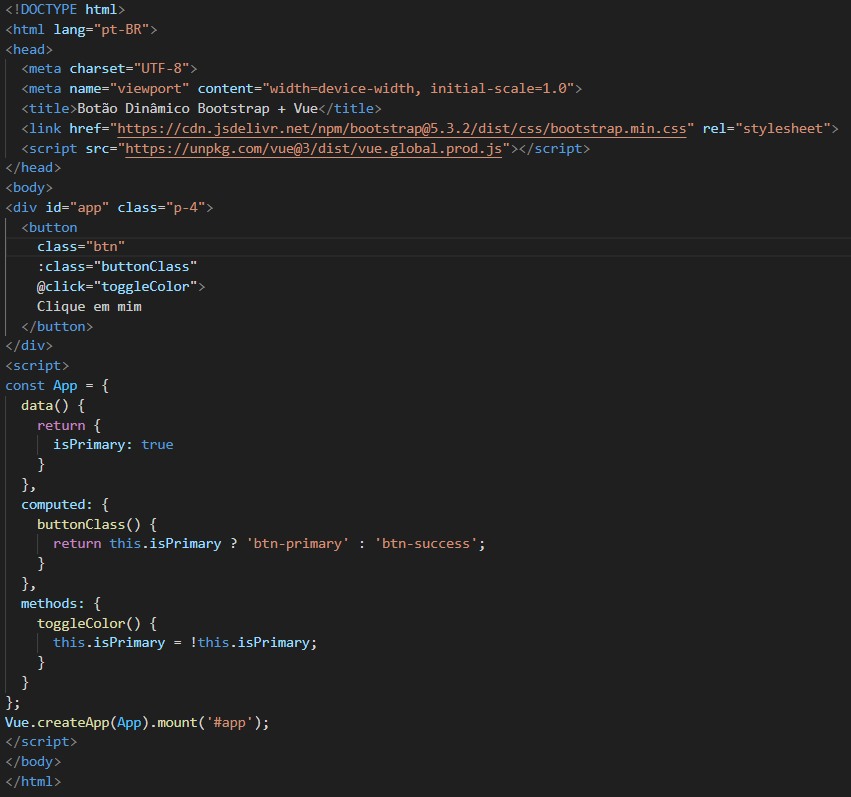 <!DOCTYPE html>
<html lang="pt-BR">
<head>
  <meta charset="UTF-8">
  <meta name="viewport" content="width=device-width, initial-scale=1.0">
  <title>Botão Dinâmico Bootstrap + Vue</title>
  <link href="https://cdn.jsdelivr.net/npm/bootstrap@5.3.2/dist/css/bootstrap.min.css" rel="stylesheet">
  <script src="https://unpkg.com/vue@3/dist/vue.global.prod.js"></script>
</head>
<body>
<div id="app" class="p-4">
  <button
    class="btn"
    :class="buttonClass"
    @click="toggleColor">
    Clique em mim
  </button>
</div>
<script>
const App = {
  data() {
    return {
      isPrimary: true
    }
  },
  computed: {
    buttonClass() {
      return this.isPrimary ? 'btn-primary' : 'btn-success';
    }
  },
  methods: {
    toggleColor() {
      this.isPrimary = !this.isPrimary;
    }
  }
};
Vue.createApp(App).mount('#app');
</script>
</body>
</html>